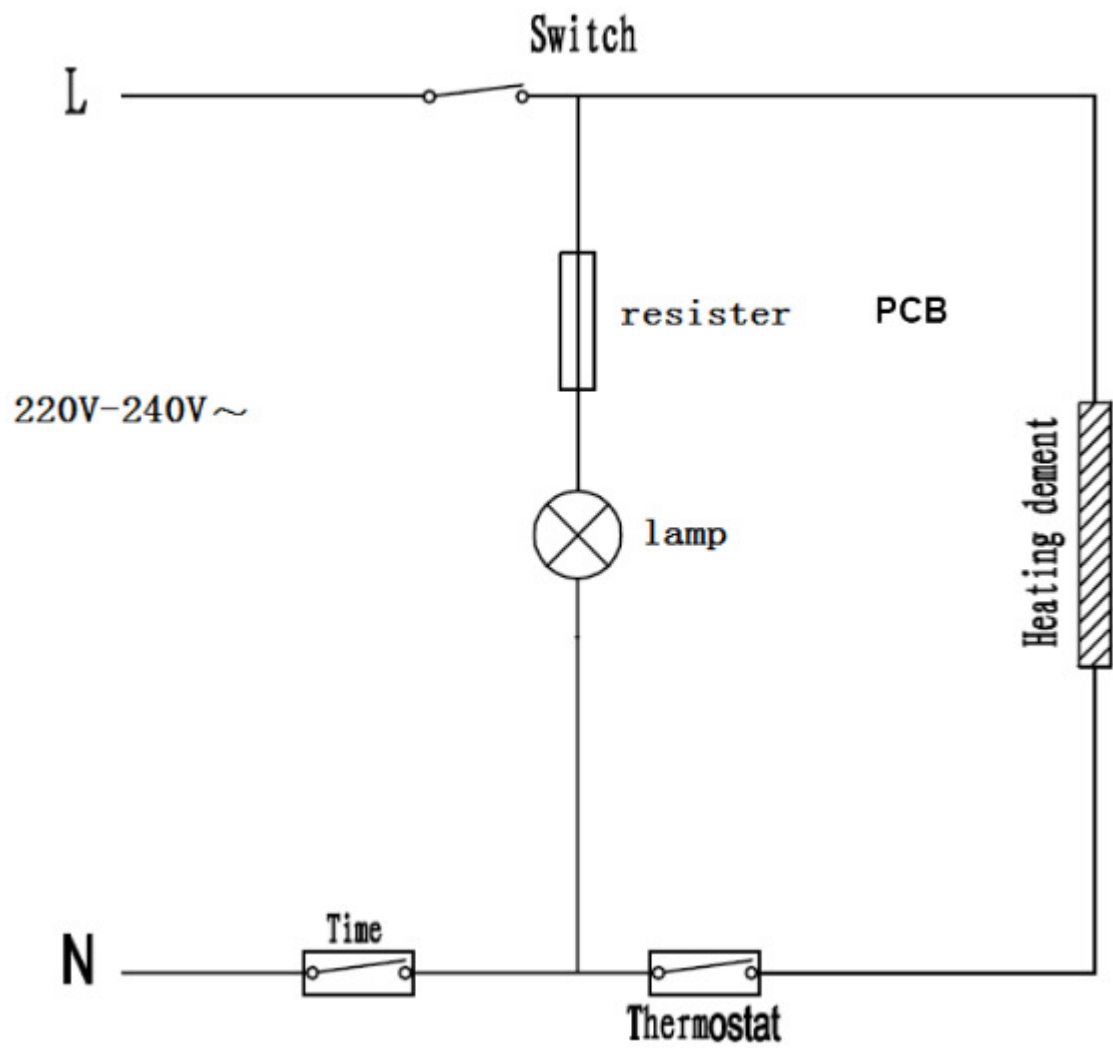 Switch
L
resister
PCB
220V-240V～
lamp
Heating dement
N
Time
Thermostat